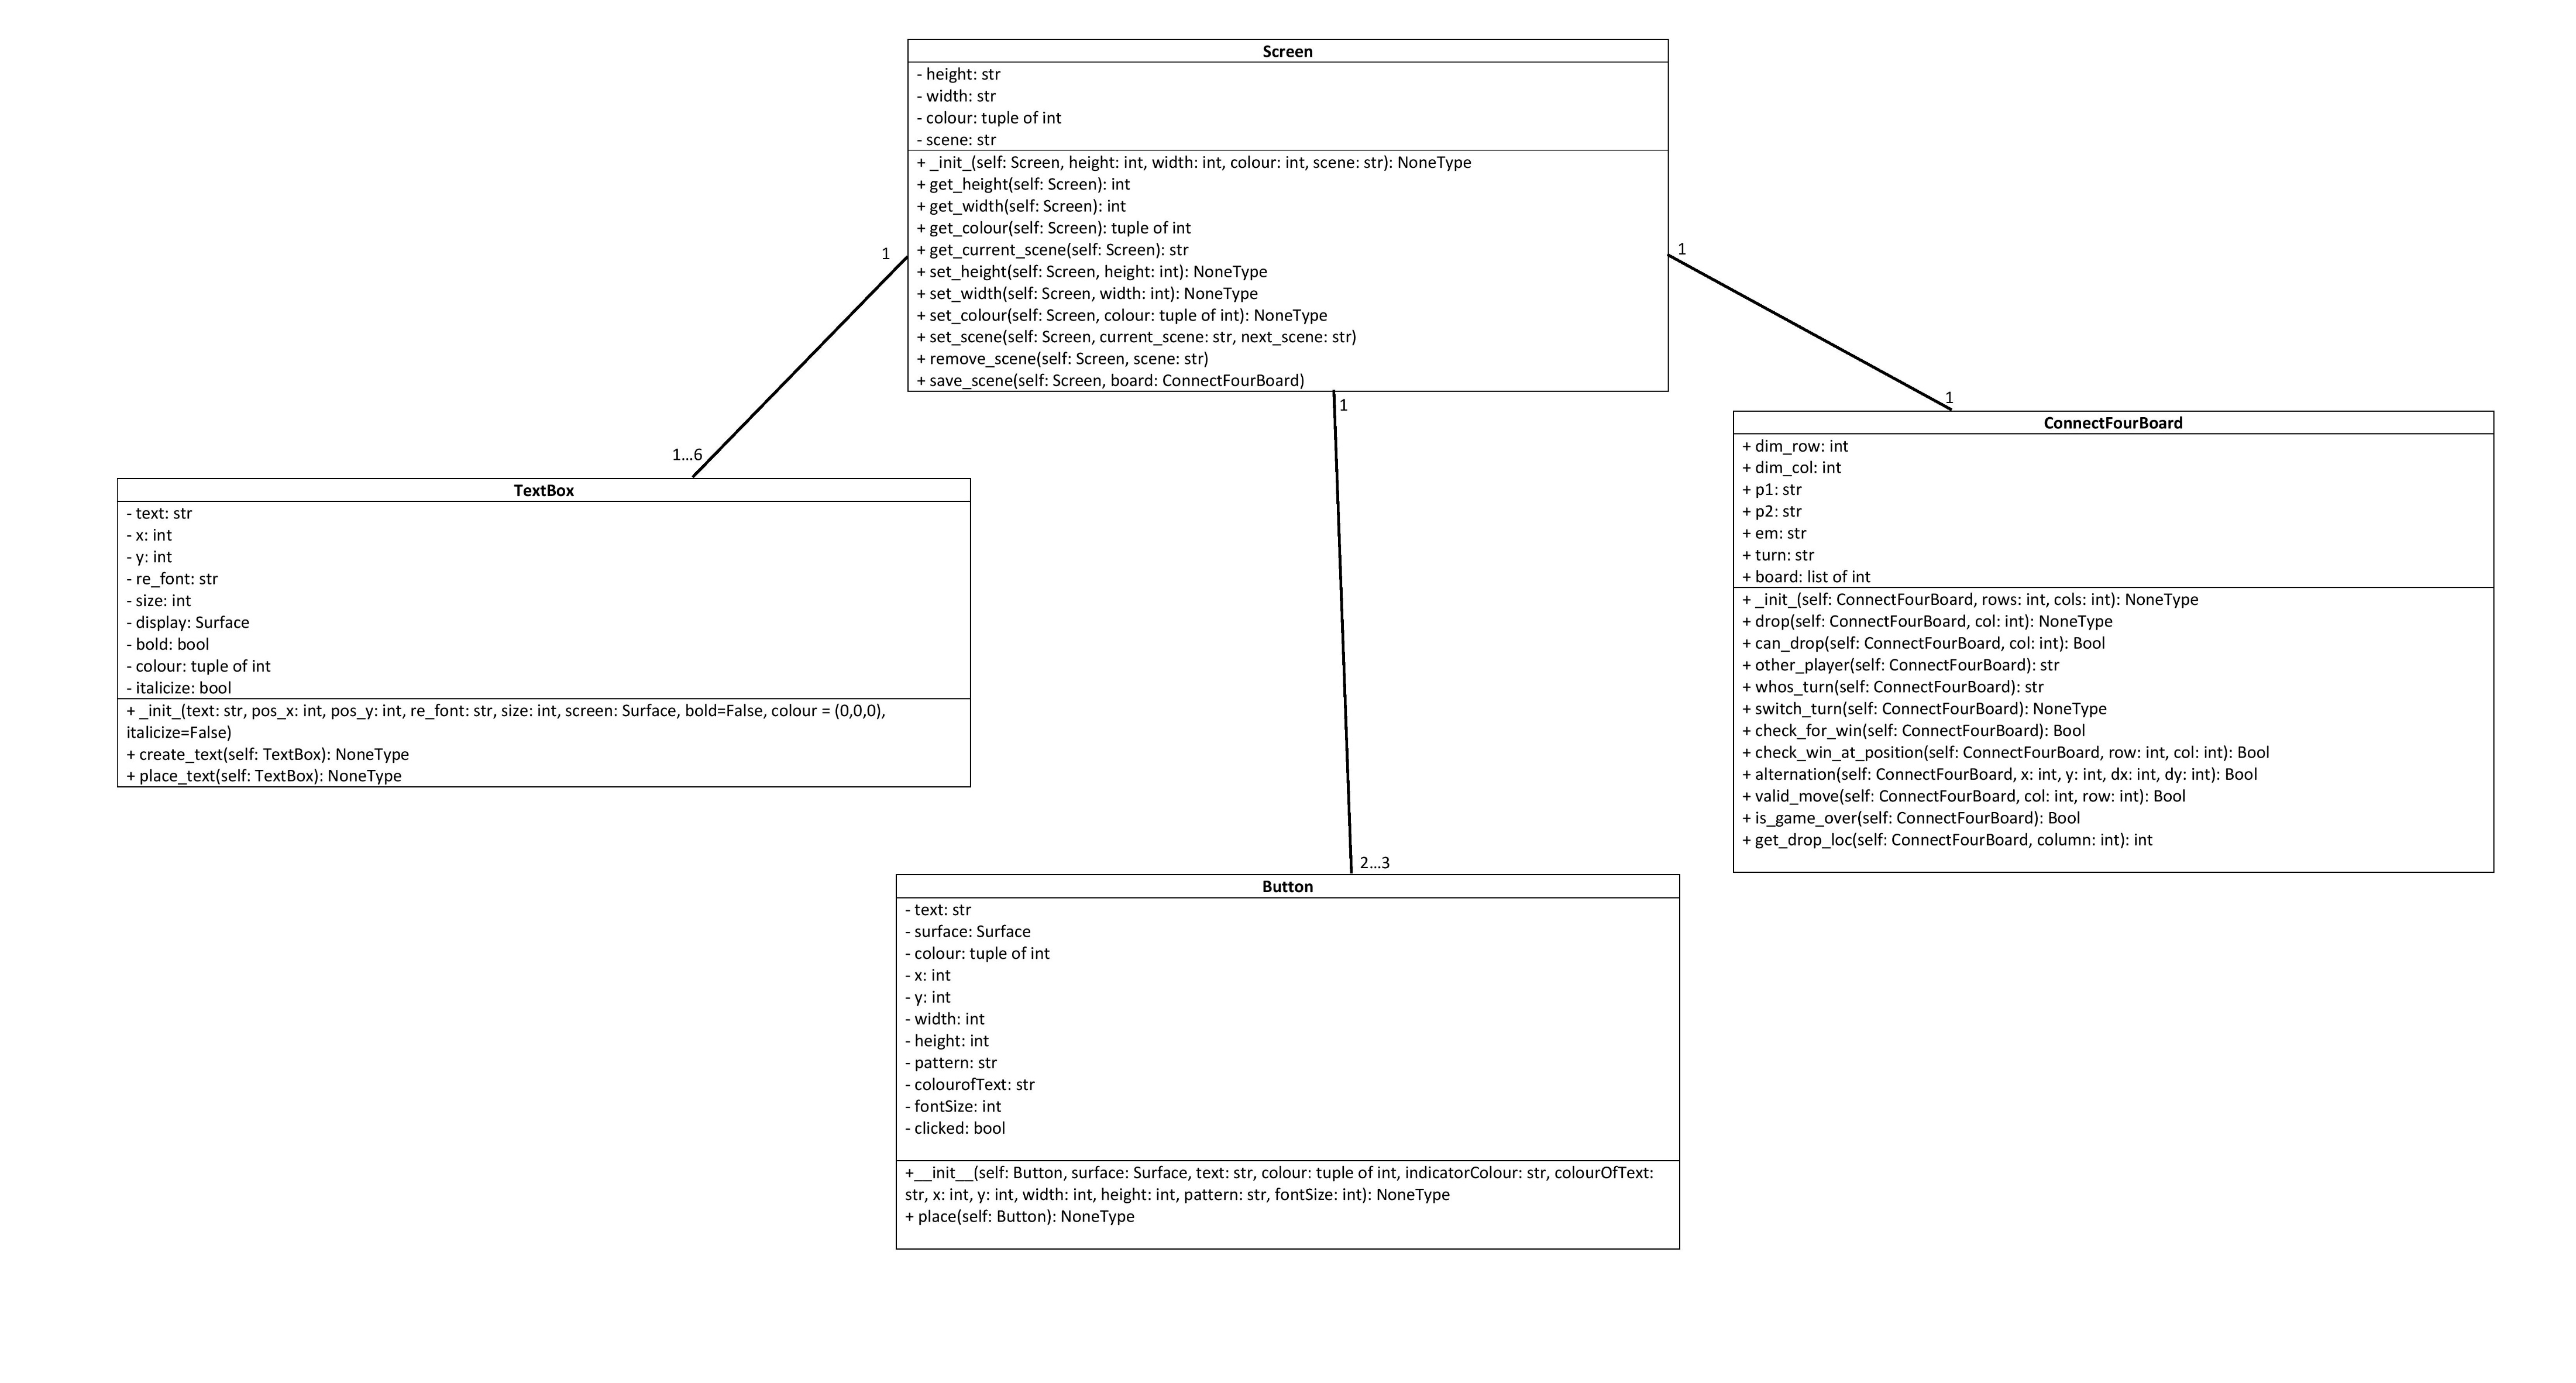 Screen
- height: str
- width: str
- colour: tuple of int
- scene: str
+ _init_(self: Screen, height: int, width: int, colour: int, scene: str): NoneType
+ get_height(self: Screen): int
+ get_width(self: Screen): int
+ get_colour(self: Screen): tuple of int
+ get_current_scene(self: Screen): str
+ set_height(self: Screen, height: int): NoneType
+ set_width(self: Screen, width: int): NoneType
+ set_colour(self: Screen, colour: tuple of int): NoneType
+ set_scene(self: Screen, current_scene: str, next_scene: str)
+ remove_scene(self: Screen, scene: str)
+ save_scene(self: Screen, board: ConnectFourBoard)
1
1
1
1...6
1
TextBox
- text: str
- x: int
- y: int
- re_font: str
- size: int
- display: Surface
- bold: bool
- colour: tuple of int
- italicize: bool
+ _init_(text: str, pos_x: int, pos_y: int, re_font: str, size: int, screen: Surface, bold=False, colour = (0,0,0),
italicize=False)
+ create_text(self: TextBox): NoneType
+ place_text(self: TextBox): NoneType
ConnectFourBoard
+ dim_row: int
+ dim_col: int
+ p1: str
+ p2: str
+ em: str
+ turn: str
+ board: list of int
+ _init_(self: ConnectFourBoard, rows: int, cols: int): NoneType
+ drop(self: ConnectFourBoard, col: int): NoneType
+ can_drop(self: ConnectFourBoard, col: int): Bool
+ other_player(self: ConnectFourBoard): str
+ whos_turn(self: ConnectFourBoard): str
+ switch_turn(self: ConnectFourBoard): NoneType
+ check_for_win(self: ConnectFourBoard): Bool
+ check_win_at_position(self: ConnectFourBoard, row: int, col: int): Bool
+ alternation(self: ConnectFourBoard, x: int, y: int, dx: int, dy: int): Bool
+ valid_move(self: ConnectFourBoard, col: int, row: int): Bool
+ is_game_over(self: ConnectFourBoard): Bool
+ get_drop_loc(self: ConnectFourBoard, column: int): int
2...3
Button
- text: str
- surface: Surface
- colour: tuple of int
- x: int
- y: int
- width: int
- height: int
- pattern: str
- colourofText: str
- fontSize: int
- clicked: bool
+__init__(self: Button, surface: Surface, text: str, colour: tuple of int, indicatorColour: str, colourOfText:
str, x: int, y: int, width: int, height: int, pattern: str, fontSize: int): NoneType
+ place(self: Button): NoneType